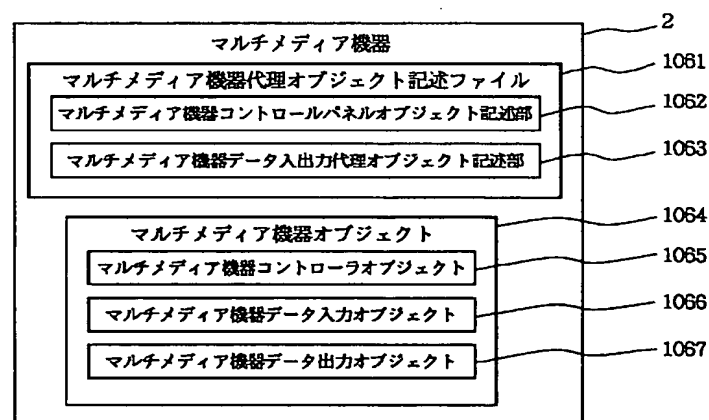 マルチメディア機器
2
マルチメディア機器代理オブジェクト記述ファイル
1061
マルチメディア機器コントロールパネルオブジェクト記述部
1062
マルチメディア機器データ入出力代理オブジェクト記述部
1063
マルチメディア機器オブジェクト
1064
マルチメディア機器コントローラオブジェクト
1065
マルチメディア機器データ入力オブジェクト
1066
マルチメディア機器データ出力オブジェクト
1067